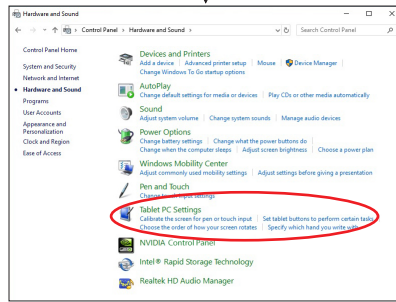 Hardware and Sound
Control Panel > Hardware and Sound >
Search Control Panel
Control Panel Home
System and Security
Network and Internet
Hardware and Sound
Programs
User Accounts
Appearance and
Personalization
Clock and Region
Ease of Access
Devices and Printers
Add a device | Advanced printer setup | Mouse | Device Manager |
Change Windows To Go startup options
AutoPlay
Change default settings for media or devices | Play CDs or other media automatically
Sound
Adjust system volume | Change system sounds | Manage audio devices
Power Options
Change battery settings | Change what the power buttons do |
Change when the computer sleeps | Adjust screen brightness | Choose a power plan
Windows Mobility Center
Adjust commonly used mobility settings | Adjust settings before giving a presentation
Pen and Touch
Change touch input settings
Tablet PC Settings
Calibrate the screen for pen or touch input | Set tablet buttons to perform certain tasks
Choose the order of how your screen rotates | Specify which hand you write with
NVIDIA Control Panel
Intel® Rapid Storage Technology
Realtek HD Audio Manager